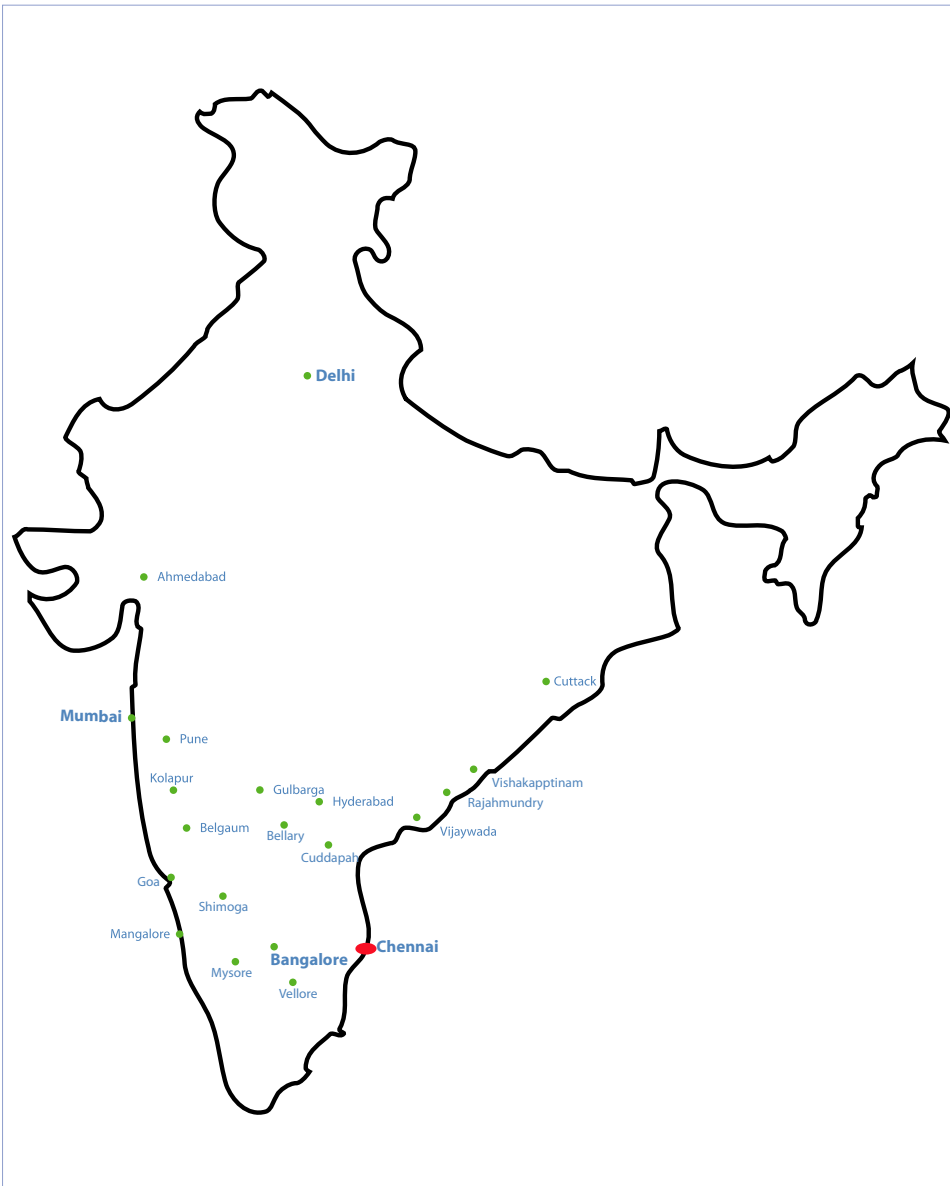 Delhi
Ahmedabad
Cuttack
Mumbai
Pune
Vishakapptinam
Kolapur
Gulbarga
Hyderabad
Rajahmundry
Belgaum
Bellary
Vijaywada
Cuddapah
Goa
Shimoga
Mangalore
Chennai
Bangalore
Mysore
Vellore